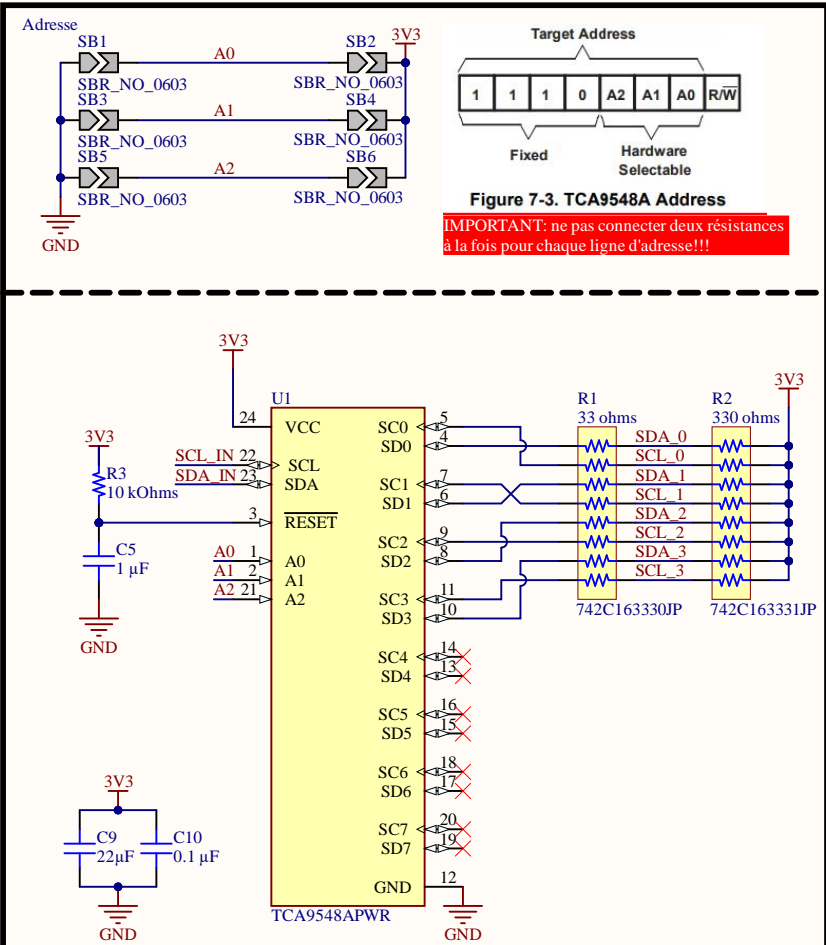 Adresse
SB1
SBR_NO_0603
A0
SB2
SBR_NO_0603
3V3
SB3
SBR_NO_0603
A1
SB4
SBR_NO_0603
SB5
SBR_NO_0603
A2
SB6
SBR_NO_0603
GND
Target Address
1 1 1 0 A2 A1 A0 R/W̅
Fixed
Hardware
Selectable
Figure 7-3. TCA9548A Address
IMPORTANT: ne pas connecter deux résistances
à la fois pour chaque ligne d'adresse!!!
3V3
U1
24 VCC
SCL_IN 22 SCL
SDA_IN 23 SDA
3V3
R3
10 kOhms
3 R̅E̅S̅E̅T̅
C5
1 µF
GND
A0 1 A0
A1 2 A1
A2 21 A2
SC0 5
SD0 4
SC1 7
SD1 6
SC2 9
SD2 8
SC3 11
SD3 10
SC4 14
SD4 13
SC5 16
SD5 15
SC6 18
SD6 17
SC7 20
SD7 19
GND 12
GND
TCA9548APWR
R1
33 ohms
R2
330 ohms
3V3
SDA_0
SCL_0
SDA_1
SCL_1
SDA_2
SCL_2
SDA_3
SCL_3
742C163330JP
742C163331JP
3V3
C9
22µF
C10
0.1 µF
GND